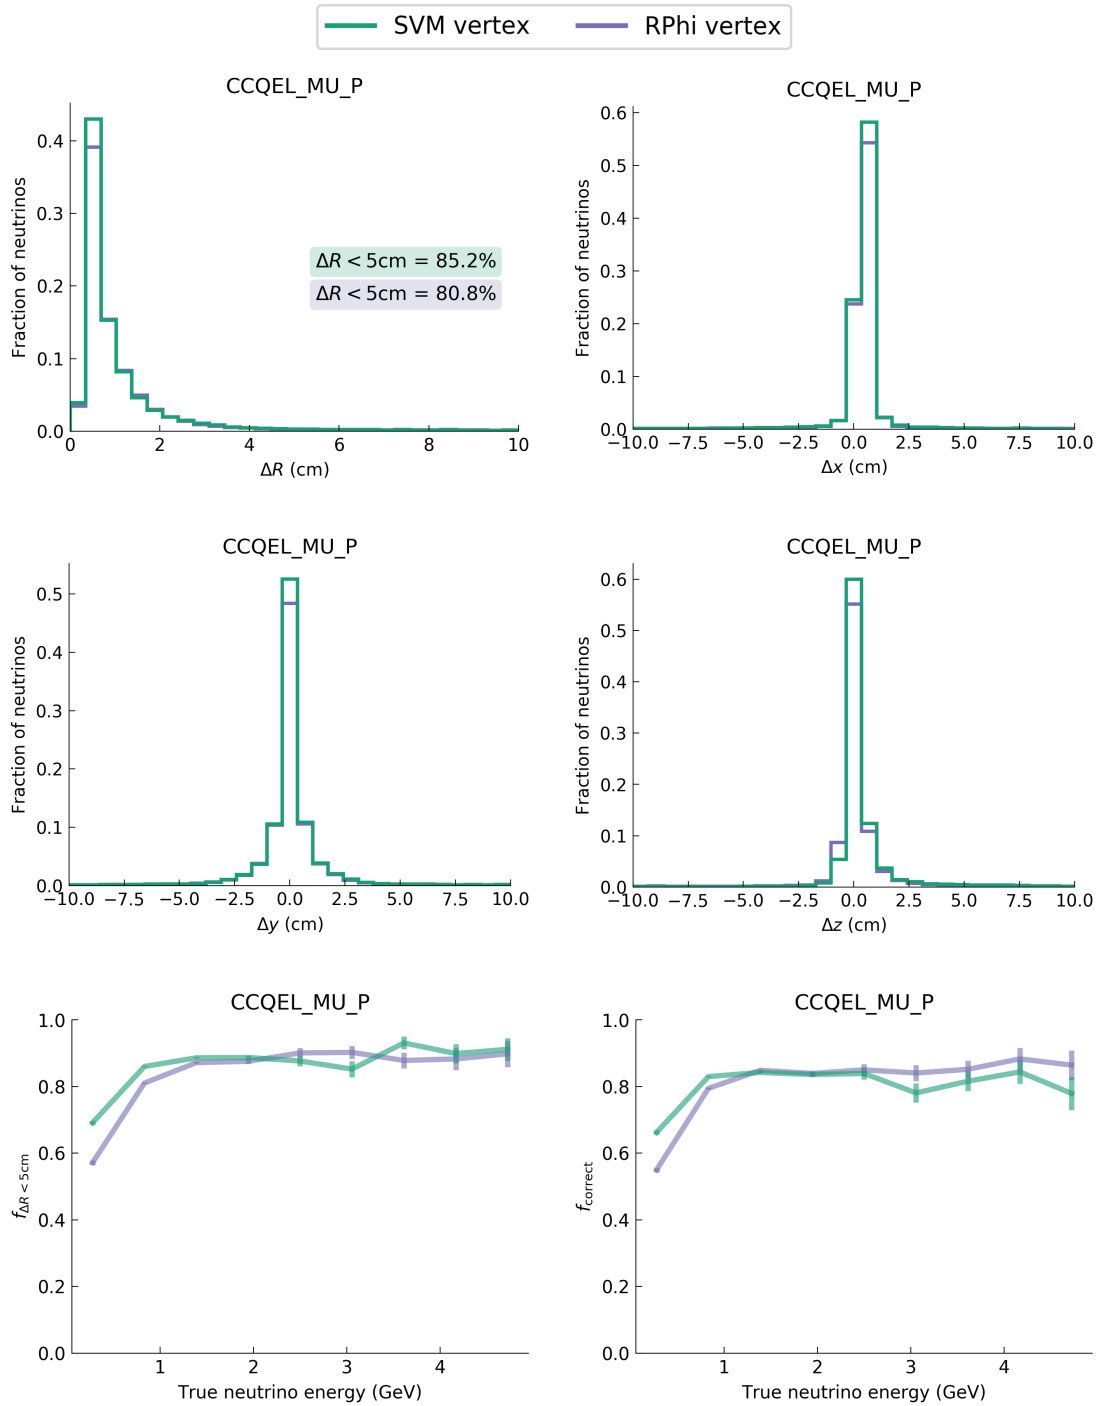 SVM vertex RPhi vertex
CCQEL_MU_P
Fraction of neutrinos
0.4
0.3
0.2
0.1
0.0
ΔR < 5cm = 85.2%
ΔR < 5cm = 80.8%
0 2 4 6 8 10
ΔR (cm)
CCQEL_MU_P
Fraction of neutrinos
0.6
0.5
0.4
0.3
0.2
0.1
0.0
−10.0 −7.5 −5.0 −2.5 0.0 2.5 5.0 7.5 10.0
Δx (cm)
CCQEL_MU_P
Fraction of neutrinos
0.5
0.4
0.3
0.2
0.1
0.0
−10.0 −7.5 −5.0 −2.5 0.0 2.5 5.0 7.5 10.0
Δy (cm)
CCQEL_MU_P
Fraction of neutrinos
0.6
0.5
0.4
0.3
0.2
0.1
0.0
−10.0 −7.5 −5.0 −2.5 0.0 2.5 5.0 7.5 10.0
Δz (cm)
CCQEL_MU_P
fΔR < 5cm
1.0
0.8
0.6
0.4
0.2
0.0
1 2 3 4
True neutrino energy (GeV)
CCQEL_MU_P
fcorrect
1.0
0.8
0.6
0.4
0.2
0.0
1 2 3 4
True neutrino energy (GeV)